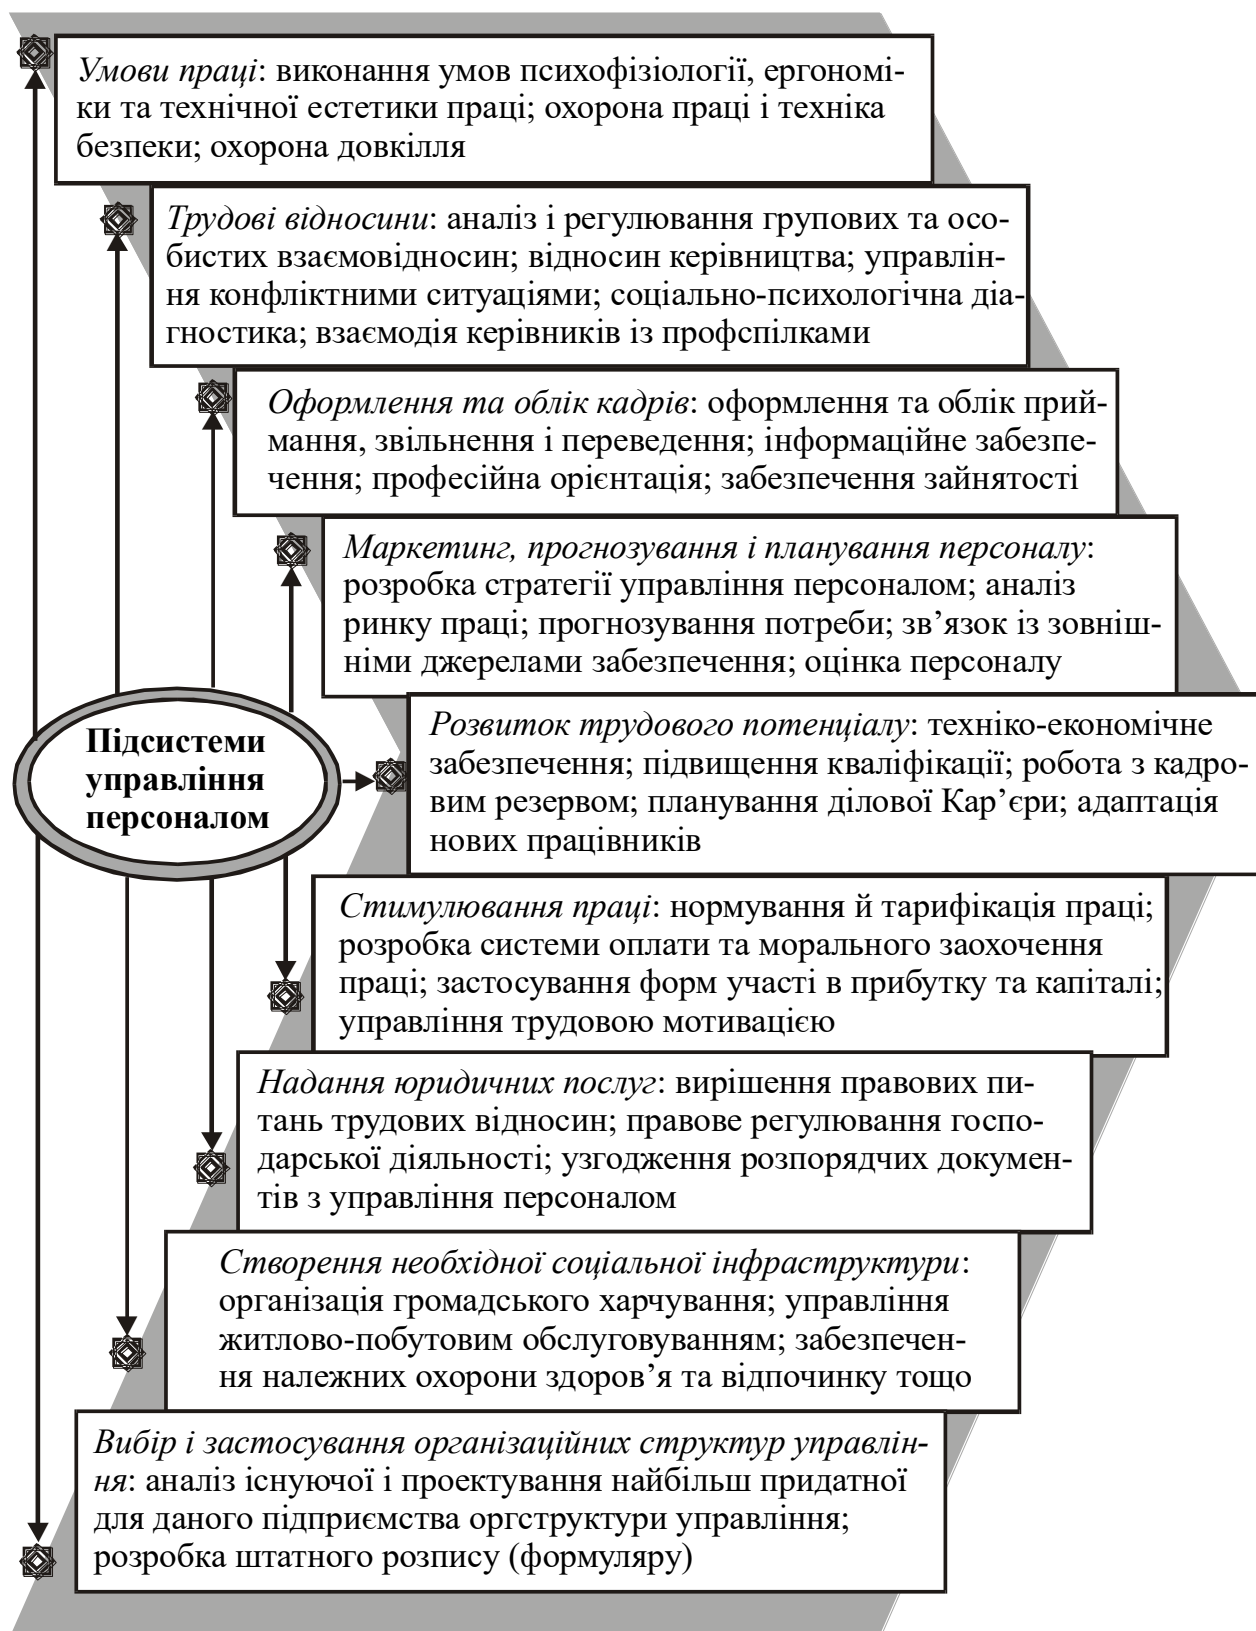 Умови праці: виконання умов психофізіології, ергономі-
ки та технічної естетики праці; охорона праці і техніка
безпеки; охорона довкілля
Трудові відносини: аналіз і регулювання групових та осо-
бистих взаємовідносин; відносин керівництва; управлін-
ня конфліктними ситуаціями; соціально-психологічна діа-
гностика; взаємодія керівників із профспілками
Оформлення та облік кадрів: оформлення та облік прий-
мання, звільнення і переведення; інформаційне забезпе-
чення; професійна орієнтація; забезпечення зайнятості
Маркетинг, прогнозування і планування персоналу:
розробка стратегії управління персоналом; аналіз
ринку праці; прогнозування потреби; зв’язок із зовніш-
німи джерелами забезпечення; оцінка персоналу
Підсистеми
управління
персоналом
Розвиток трудового потенціалу: техніко-економічне
забезпечення; підвищення кваліфікації; робота з кадро-
вим резервом; планування ділової Кар’єри; адаптація
нових працівників
Стимулювання праці: нормування й тарифікація праці;
розробка системи оплати та морального заохочення
праці; застосування форм участі в прибутку та капіталі;
управління трудовою мотивацією
Надання юридичних послуг: вирішення правових пи-
тань трудових відносин; правове регулювання госпо-
дарської діяльності; узгодження розпорядчих докумен-
тів з управління персоналом
Створення необхідної соціальної інфраструктури:
організація громадського харчування; управління
житлово-побутовим обслуговуванням; забезпечен-
ня належних охорони здоров’я та відпочинку тощо
Вибір і застосування організаційних структур управлін-
ня: аналіз існуючої і проектування найбільш придатної
для даного підприємства оргструктури управління;
розробка штатного розпису (формуляру)